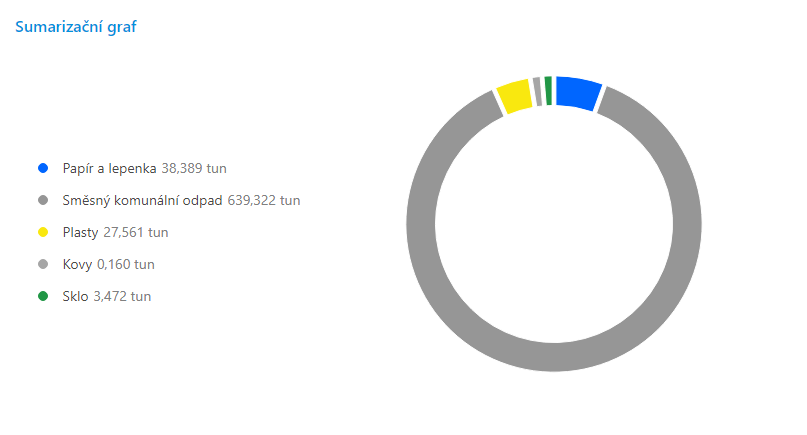 Sumarizační graf
Papír a lepenka 38,389 tun
Směsný komunální odpad 639,322 tun
Plasty 27,561 tun
Kovy 0,160 tun
Sklo 3,472 tun